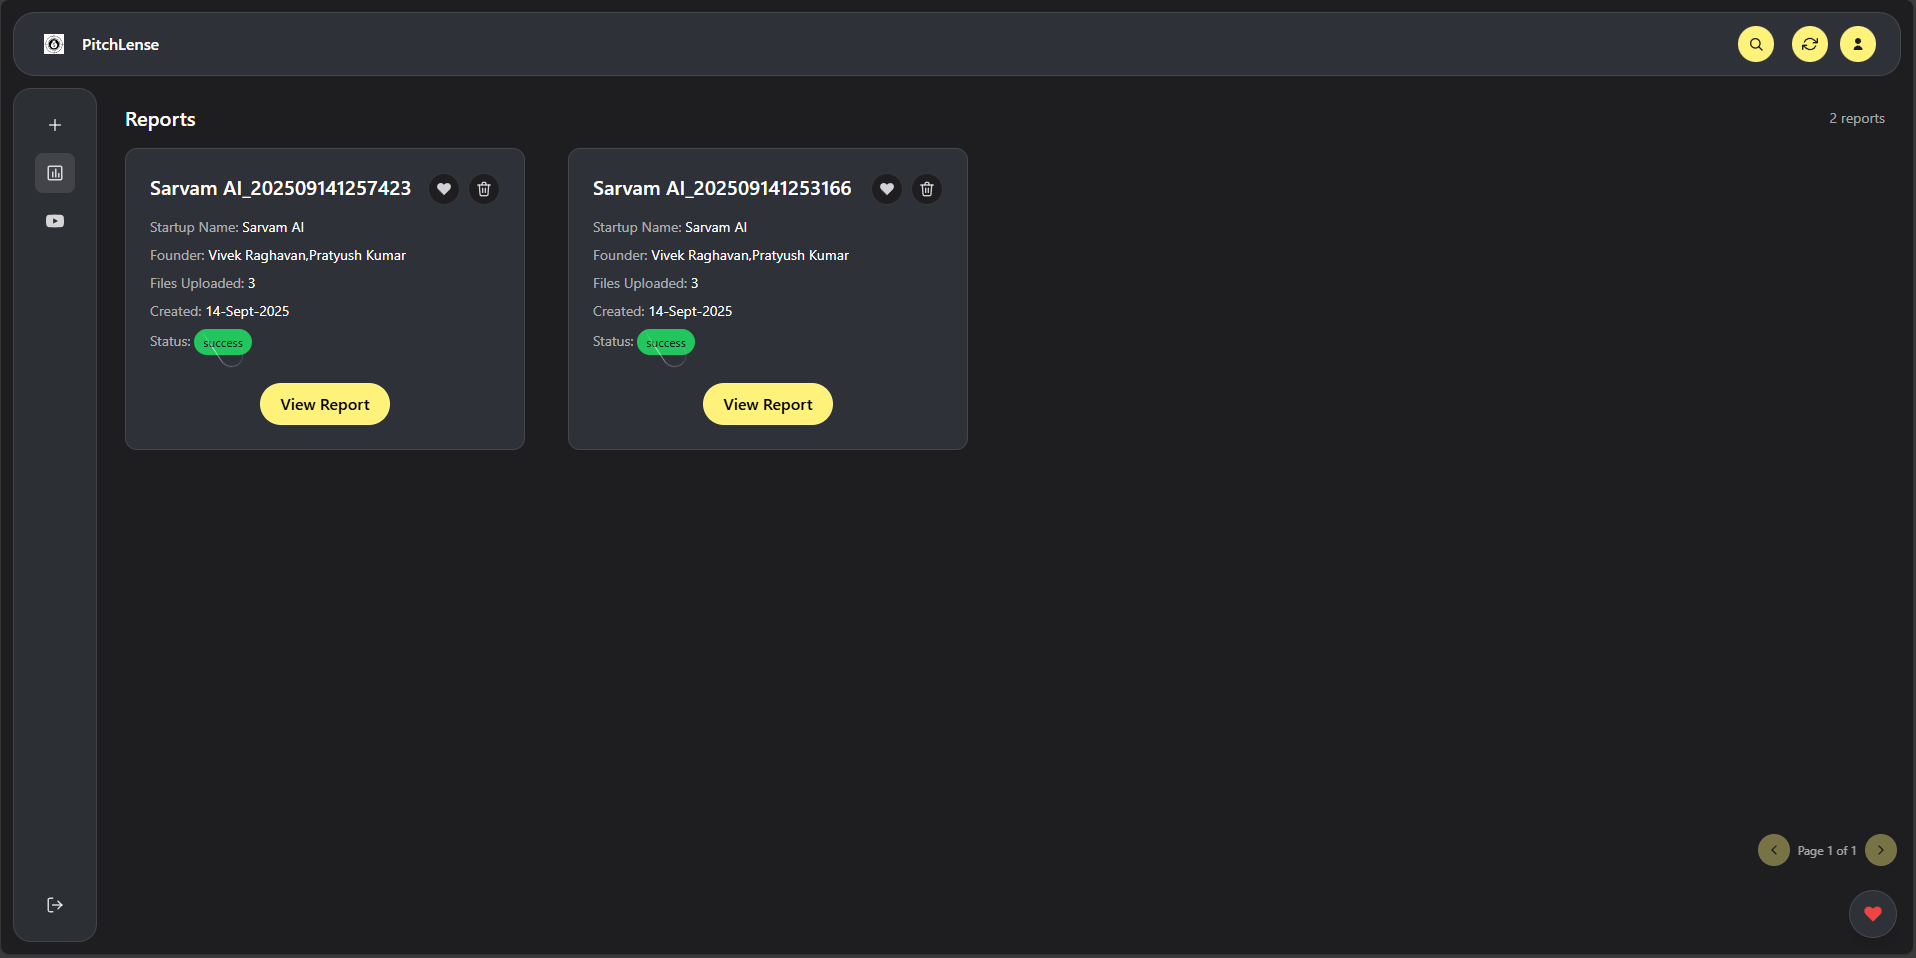 PitchLense
Reports
2 reports
Sarvam AI_202509141257423
Startup Name: Sarvam AI
Founder: Vivek Raghavan,Pratyush Kumar
Files Uploaded: 3
Created: 14-Sept-2025
Status: success
View Report
Sarvam AI_202509141253166
Startup Name: Sarvam AI
Founder: Vivek Raghavan,Pratyush Kumar
Files Uploaded: 3
Created: 14-Sept-2025
Status: success
View Report
Page 1 of 1